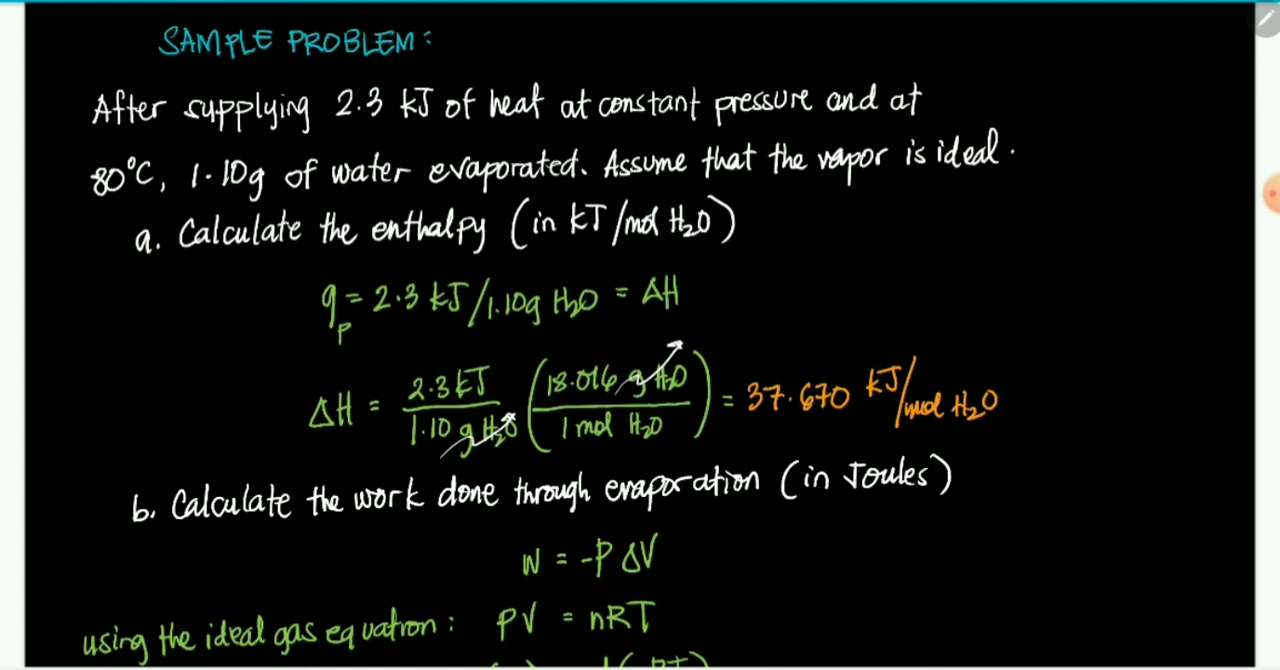 SAMPLE PROBLEM:
After supplying 2.3 kJ of heat at constant pressure and at
80°C, 1.10g of water evaporated. Assume that the vapor is ideal.
a. Calculate the enthalpy (in kJ/mol H₂O)
qₚ = 2.3 kJ/1.10g H₂O = ΔH
ΔH = 2.3 kJ / 1.10 g H₂O (18.016 g H₂O / 1 mol H₂O) = 37.670 kJ/mol H₂O
b. Calculate the work done through evaporation (in Joules)
W = -P ΔV
using the ideal gas equation: PV = nRT